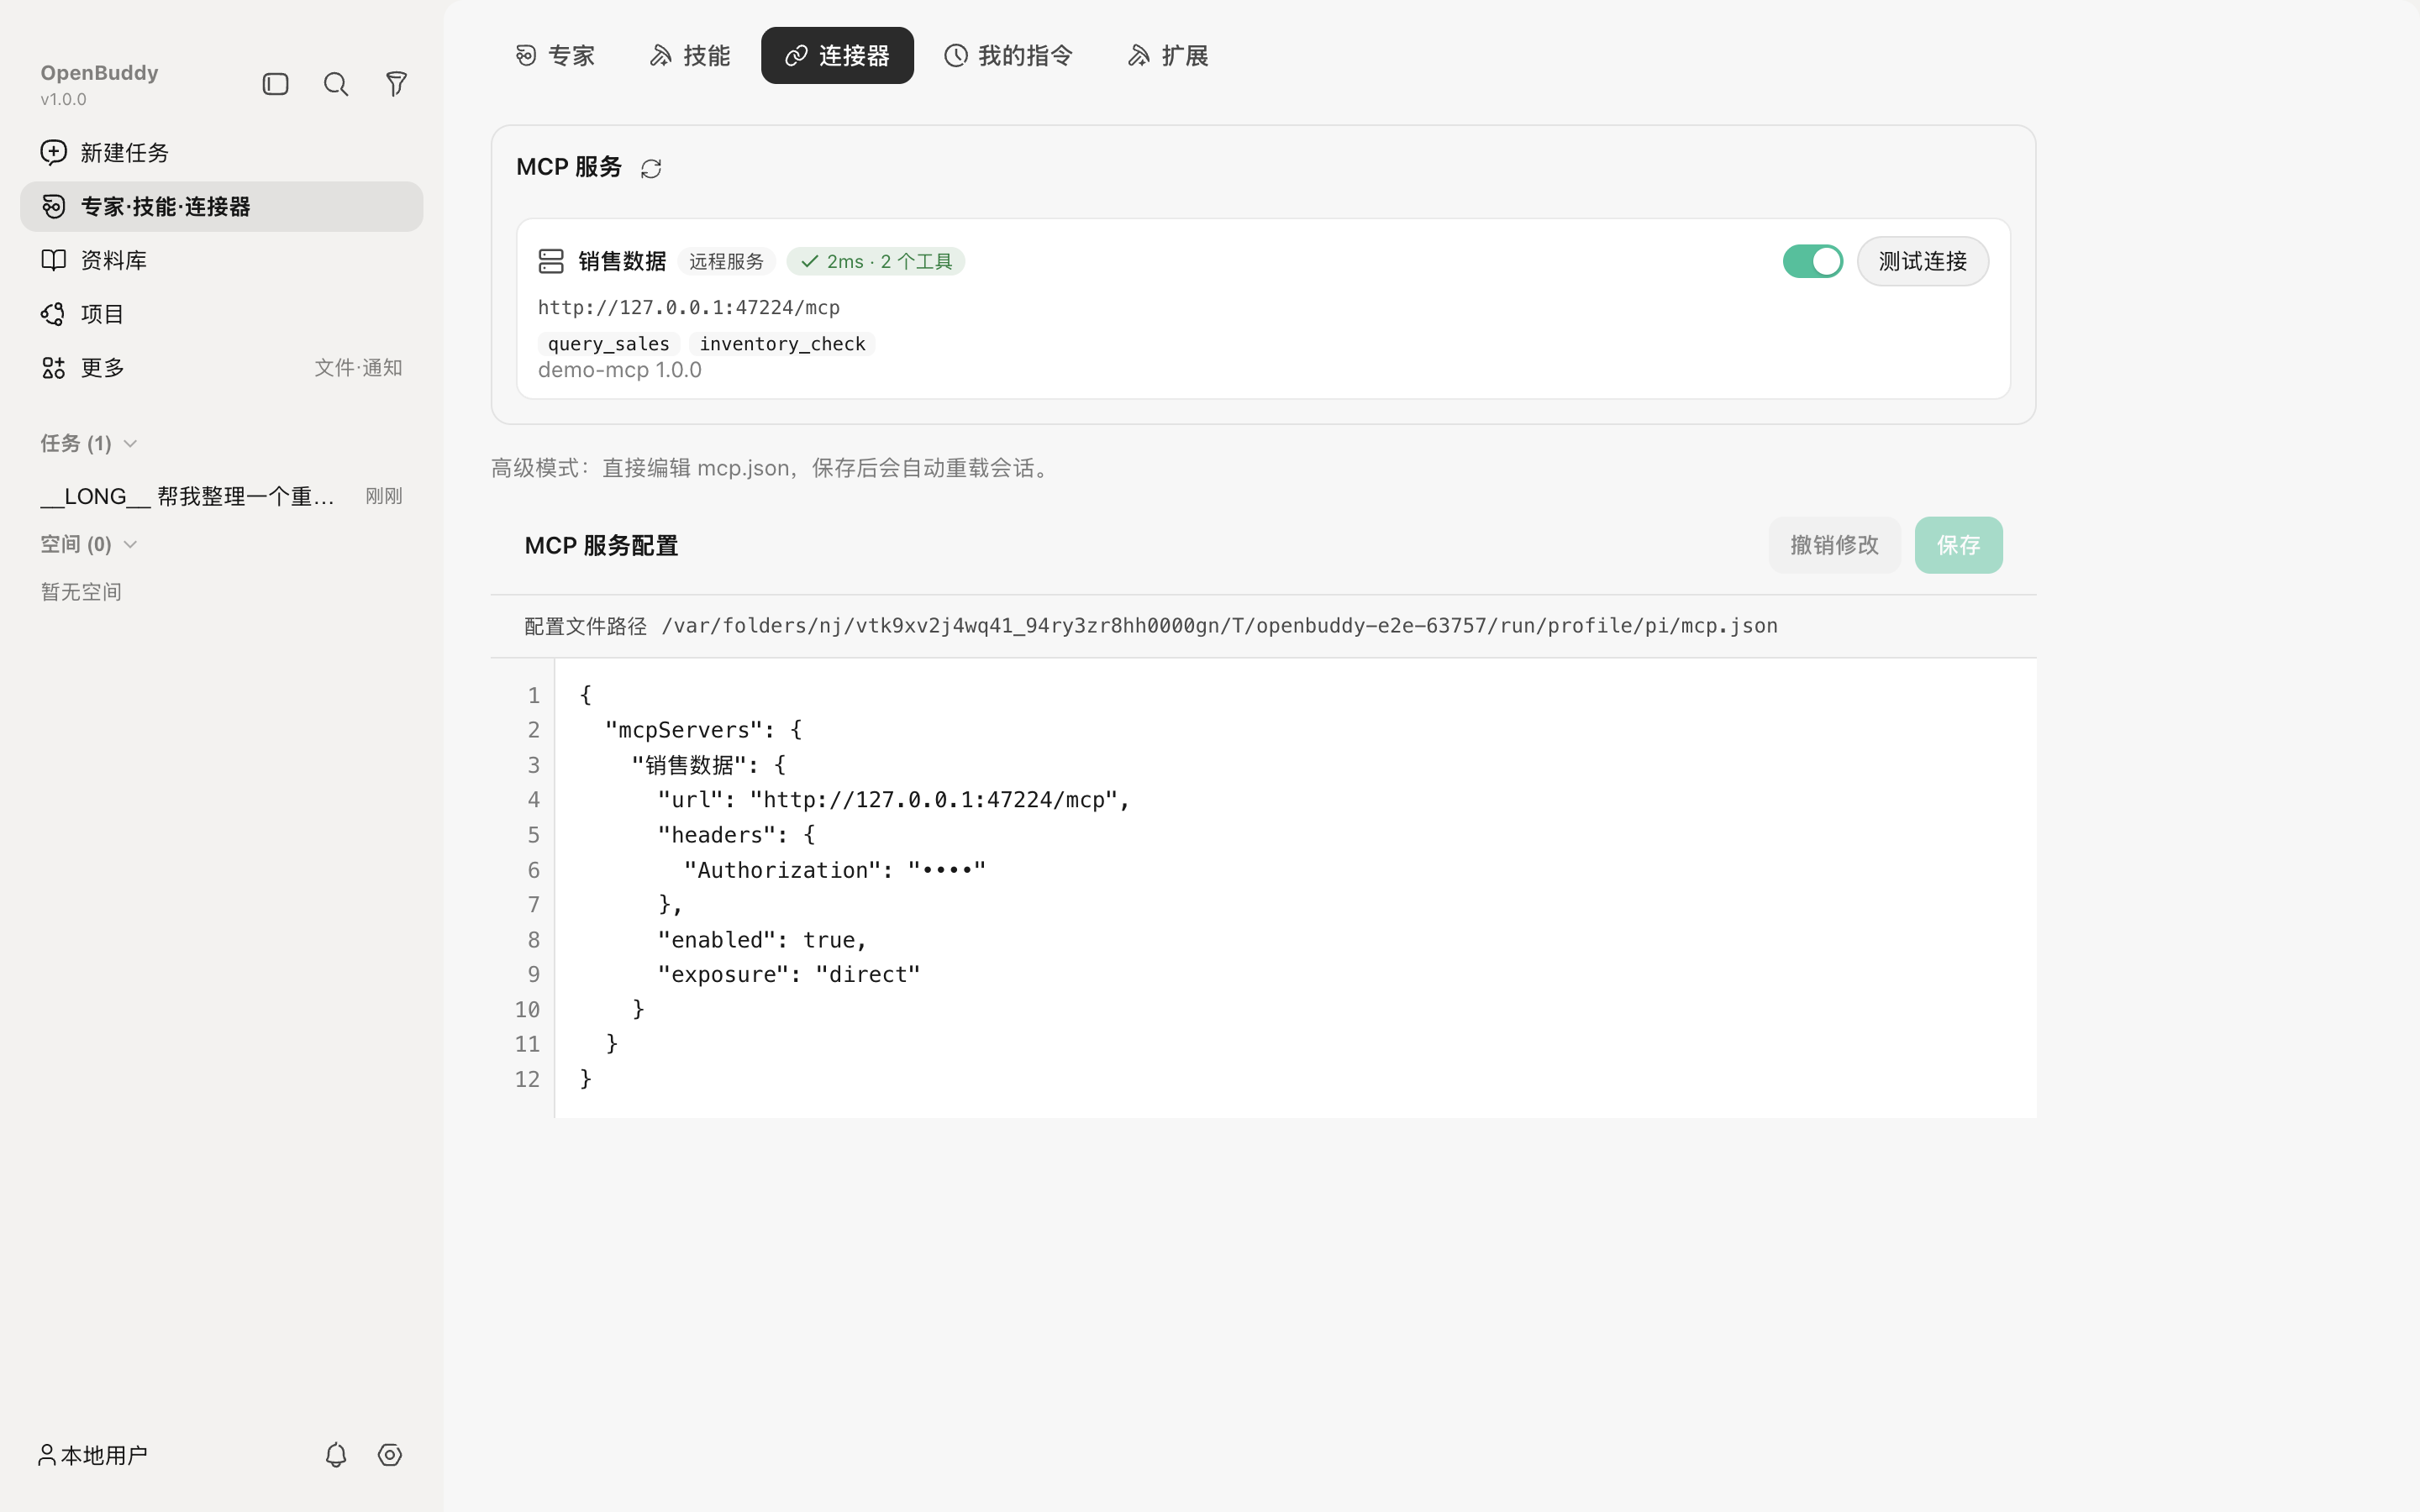 OpenBuddy
v1.0.0
新建任务
专家·技能·连接器
资料库
项目
更多 文件·通知
任务 (1)
__LONG__ 帮我整理一个重... 刚刚
空间 (0)
暂无空间
本地用户
专家 技能 连接器 我的指令 扩展
MCP 服务
销售数据 远程服务 2ms · 2 个工具 测试连接
http://127.0.0.1:47224/mcp
query_sales inventory_check
demo-mcp 1.0.0
高级模式：直接编辑 mcp.json，保存后会自动重载会话。
MCP 服务配置 撤销修改 保存
配置文件路径 /var/folders/nj/vtk9xv2j4wq41_94ry3zr8hh0000gn/T/openbuddy-e2e-63757/run/profile/pi/mcp.json
1 {
2 "mcpServers": {
3 "销售数据": {
4 "url": "http://127.0.0.1:47224/mcp",
5 "headers": {
6 "Authorization": "••••"
7 },
8 "enabled": true,
9 "exposure": "direct"
10 }
11 }
12 }